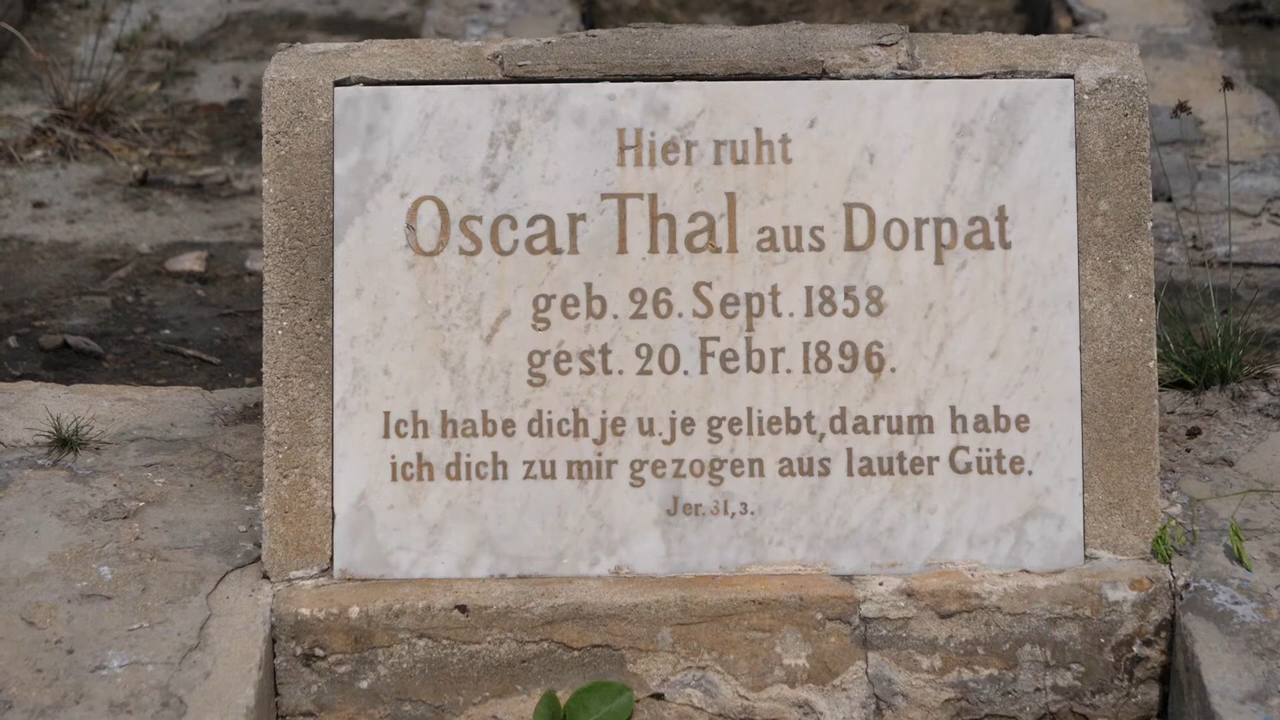 Hier ruht
Oscar Thal aus Dorpat
geb. 26. Sept. 1858
gest. 20. Febr. 1896.
Ich habe dich je u. je geliebt, darum habe
ich dich zu mir gezogen aus lauter Güte.
Jer. 31, 3.